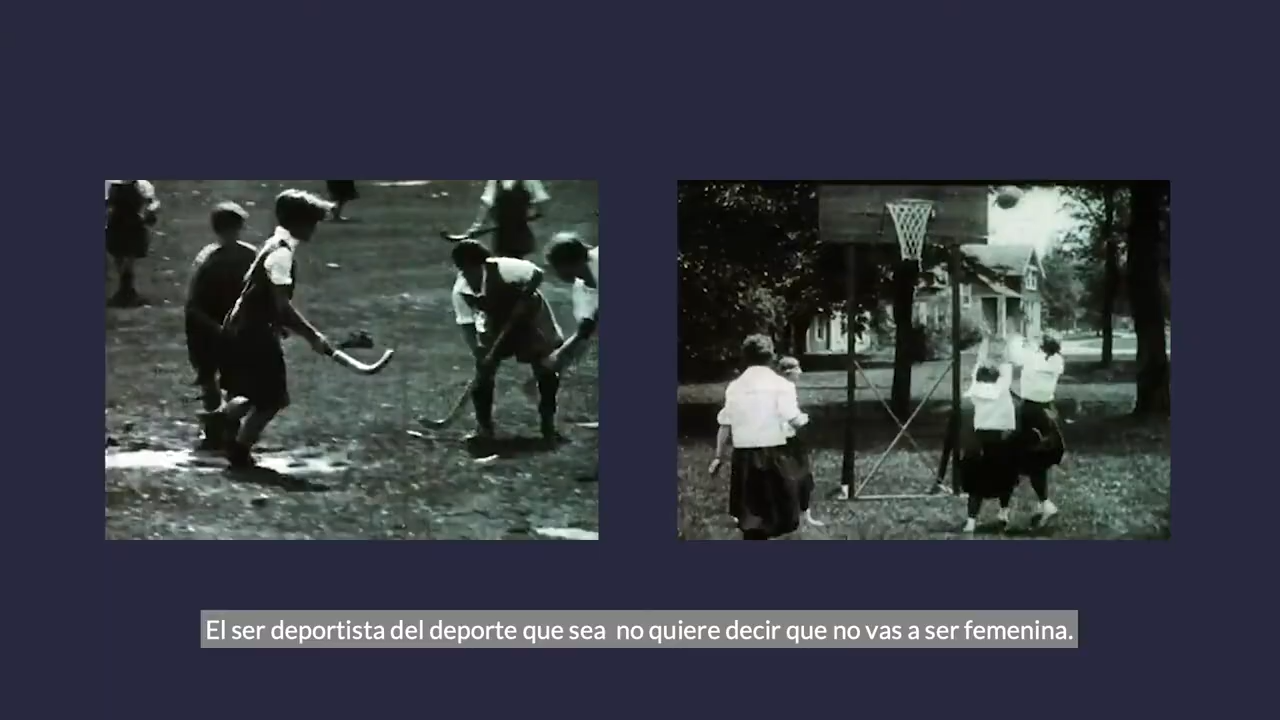 El ser deportista del deporte que sea  no quiere decir que no vas a ser femenina.